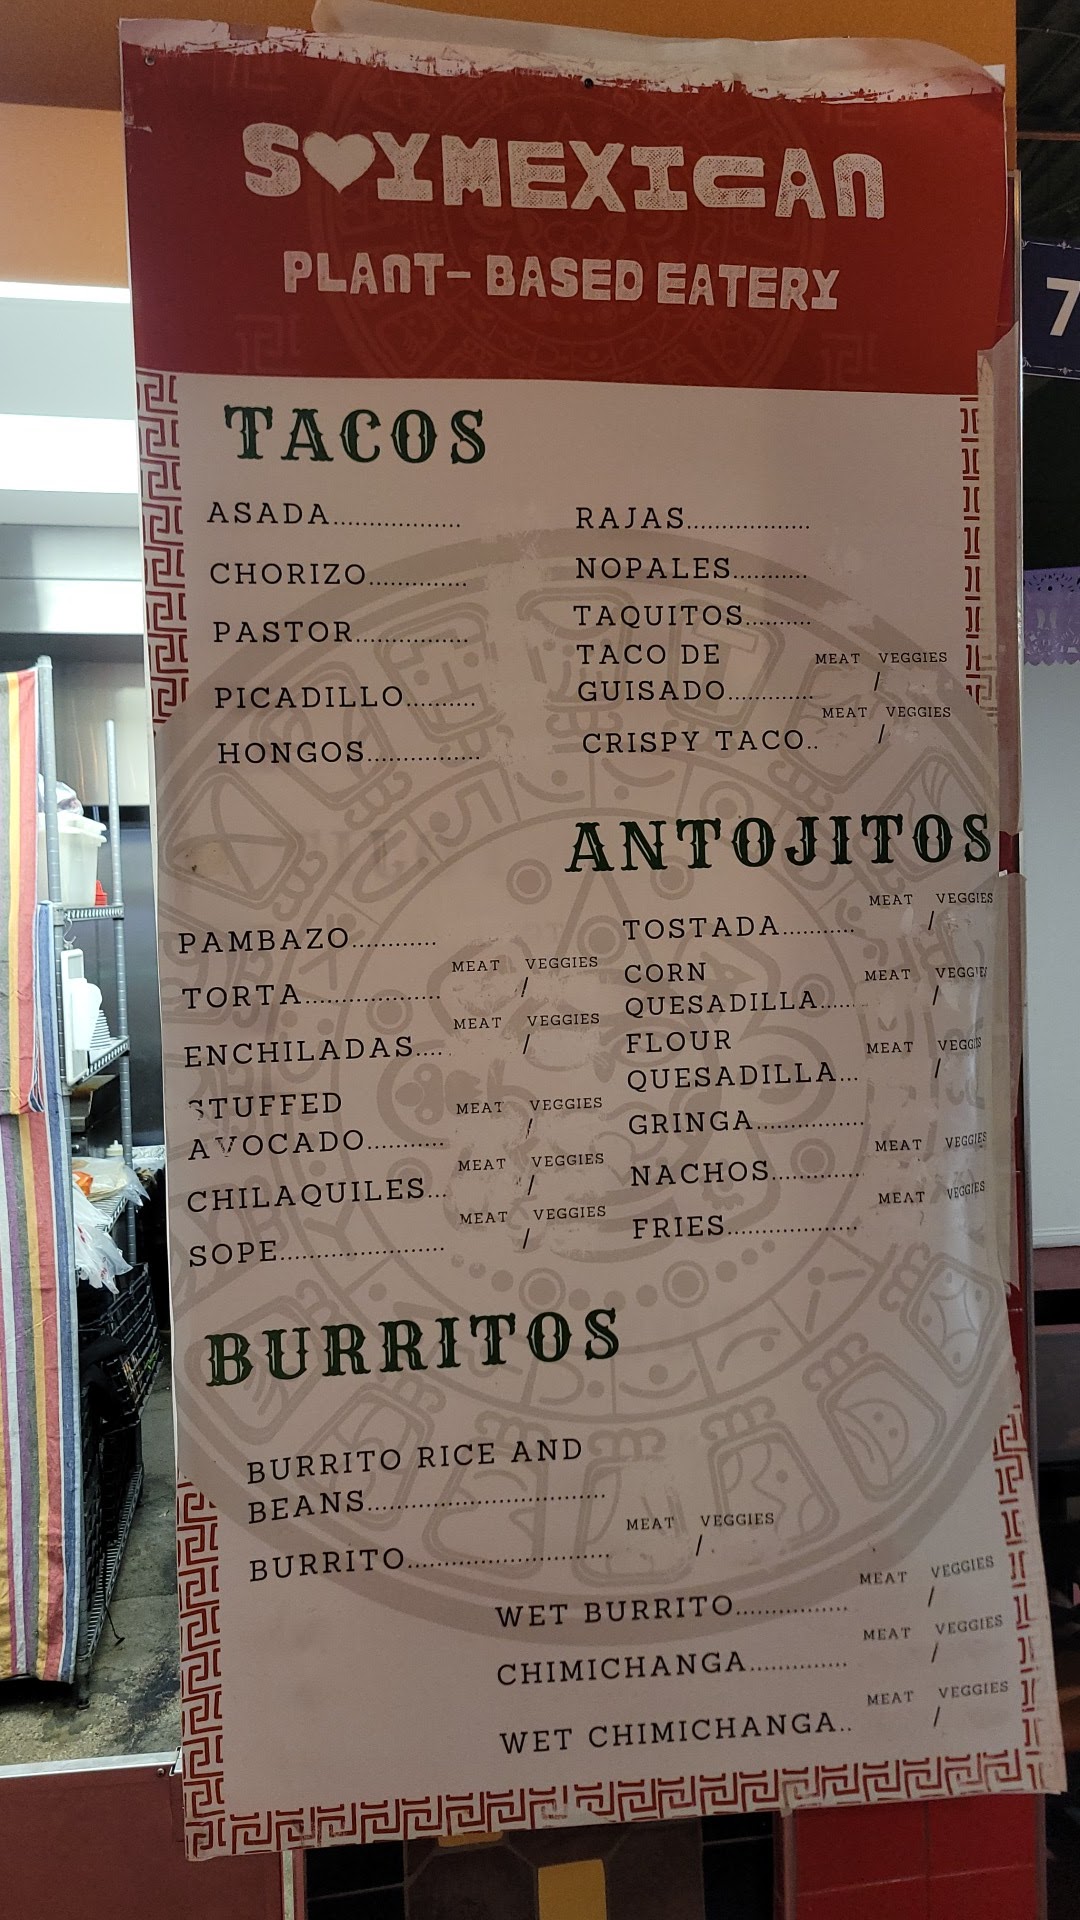 S♥YMEXICAN
PLANT-BASED EATERY
TACOS
ASADA..................
CHORIZO..............
PASTOR................
PICADILLO..........
HONGOS................
RAJAS.................
NOPALES..........
TAQUITOS.........
TACO DE
GUISADO............ MEAT / VEGGIES
CRISPY TACO.. MEAT / VEGGIES
ANTOJITOS
PAMBAZO............
TORTA................... MEAT / VEGGIES
ENCHILADAS.... MEAT / VEGGIES
STUFFED
AVOCADO........... MEAT / VEGGIES
CHILAQUILES... MEAT / VEGGIES
SOPE....................... MEAT / VEGGIES
TOSTADA.......... MEAT / VEGGIES
CORN
QUESADILLA..... MEAT / VEGGIES
FLOUR
QUESADILLA... MEAT / VEGGIES
GRINGA...............
NACHOS............. MEAT VEGGIES
FRIES................... MEAT VEGGIES
BURRITOS
BURRITO RICE AND
BEANS.................................
BURRITO............................ MEAT / VEGGIES
WET BURRITO................ MEAT / VEGGIES
CHIMICHANGA.............. MEAT / VEGGIES
WET CHIMICHANGA.. MEAT / VEGGIES
7